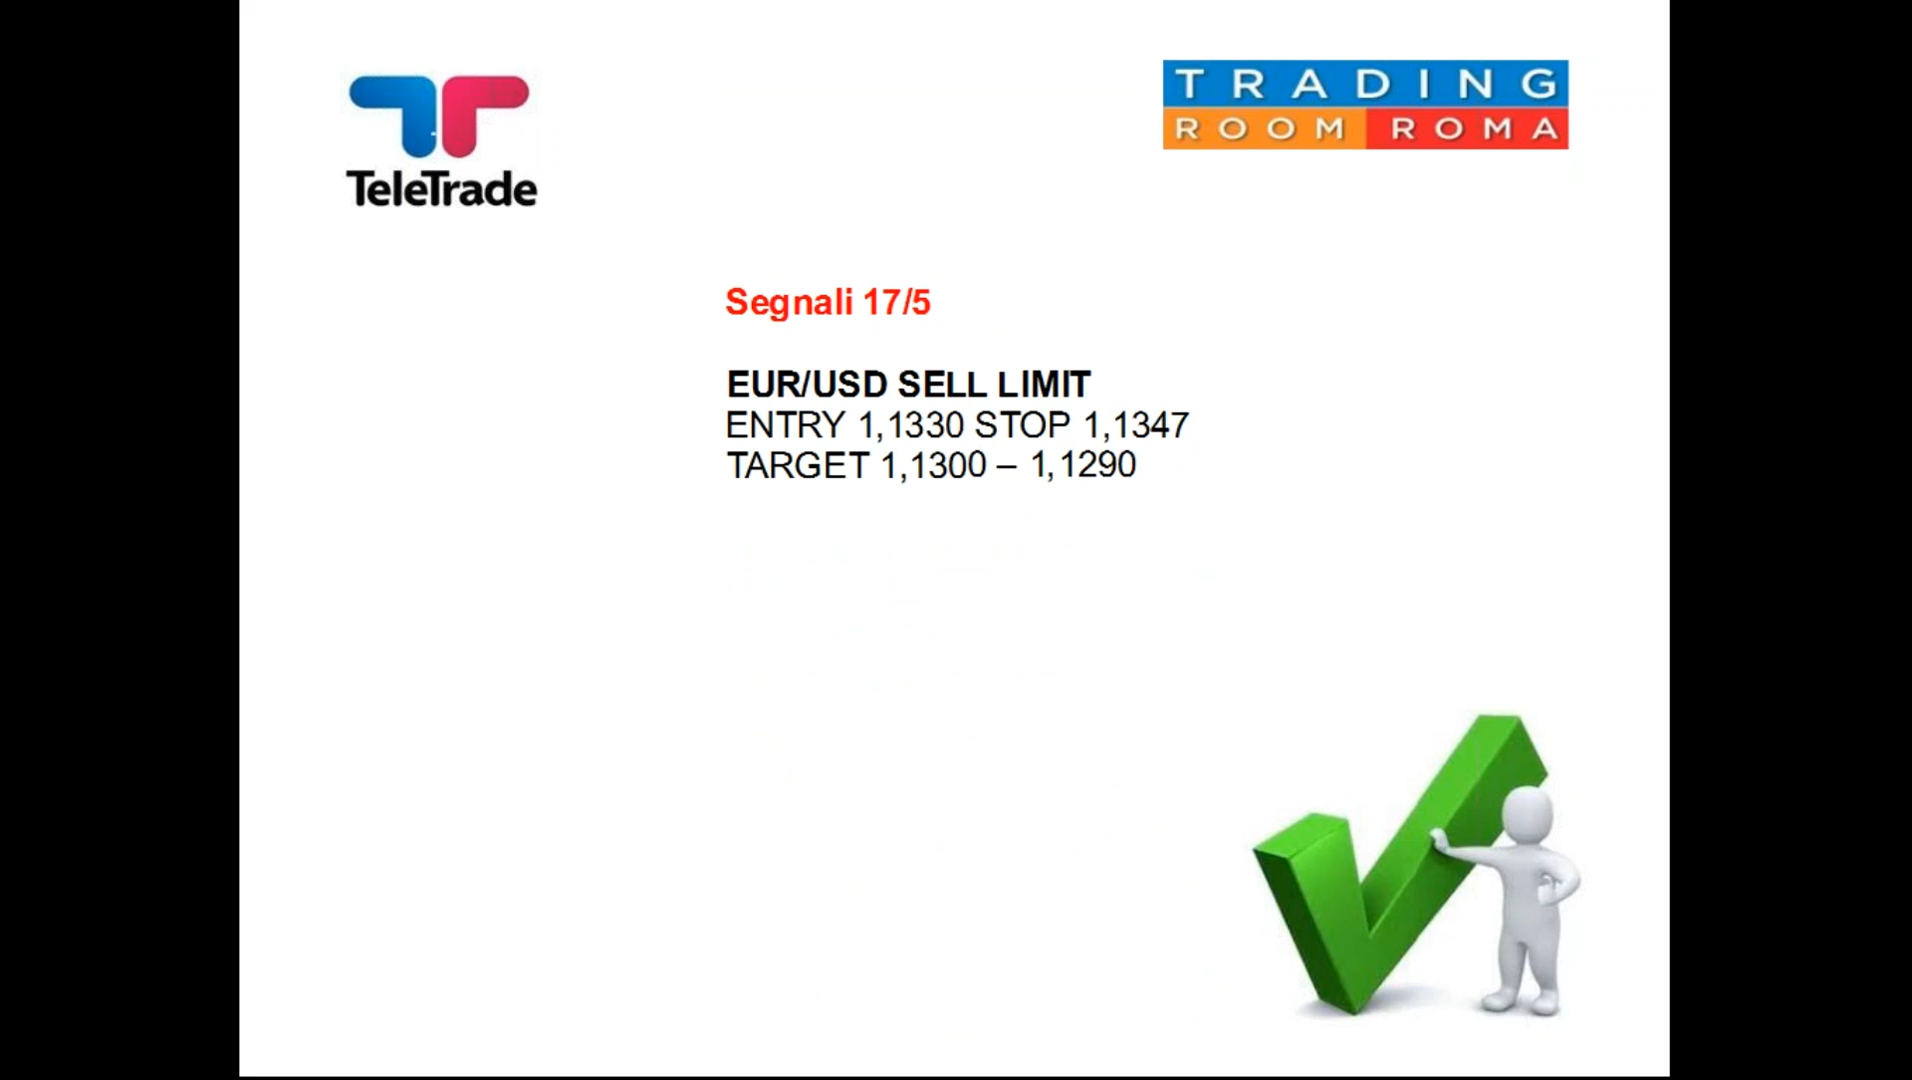 TeleTrade
TRADING
ROOM ROMA
Segnali 17/5
EUR/USD SELL LIMIT
ENTRY 1,1330 STOP 1,1347
TARGET 1,1300 – 1,1290